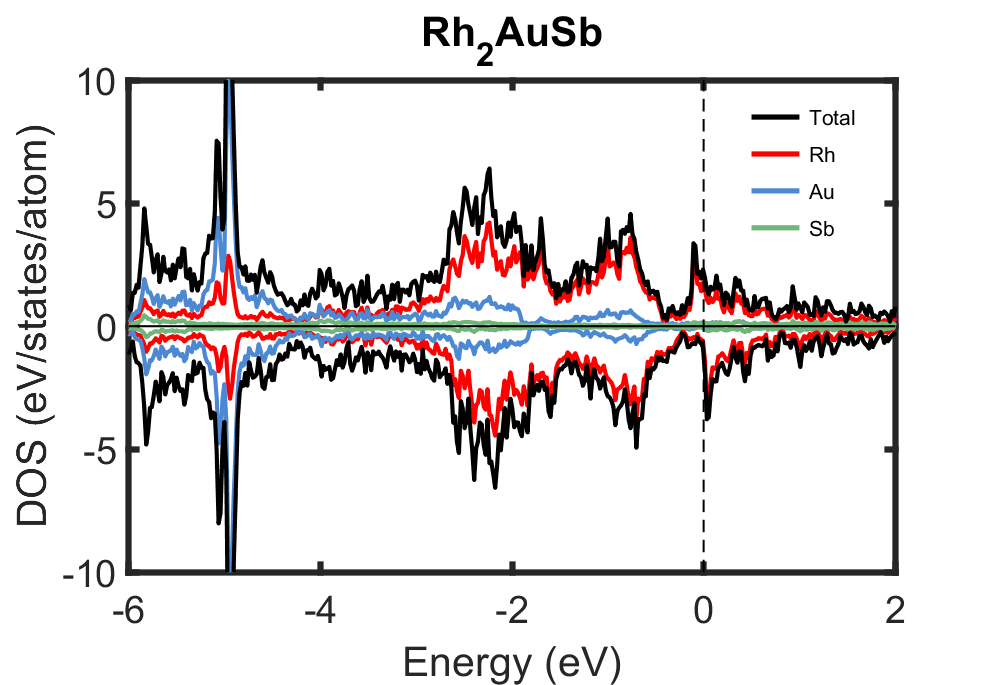 Rh₂AuSb
DOS (eV/states/atom)
10
5
0
-5
-10
Total
Rh
Au
Sb
-6 -4 -2 0 2
Energy (eV)